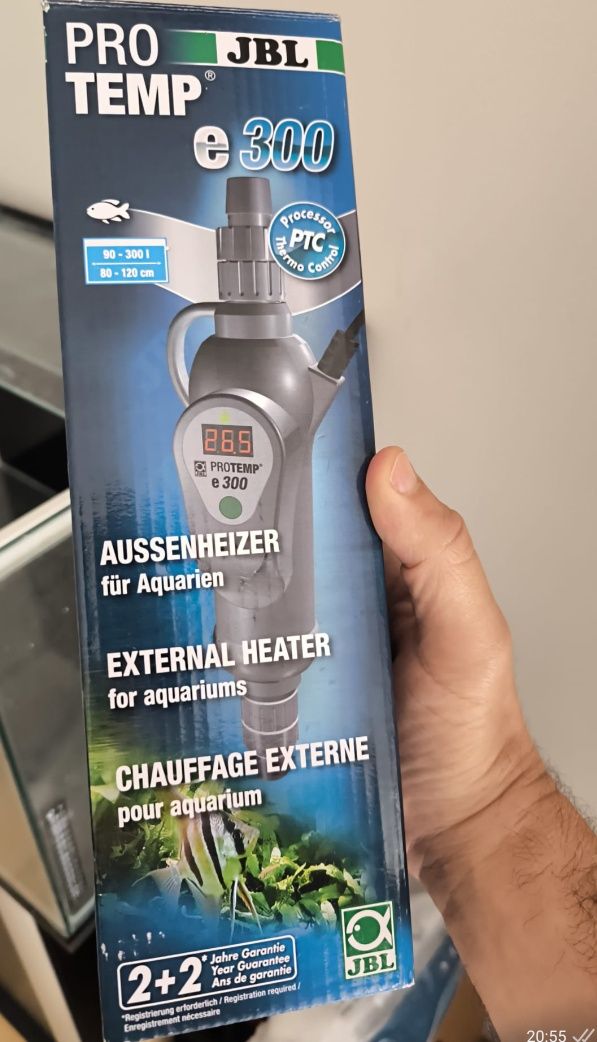 PRO JBL
TEMP®
e 300
Processor
PTC
Thermo Control
90 - 300 l
80 - 120 cm
26.5
PROTEMP®
e 300
AUSSENHEIZER
für Aquarien
EXTERNAL HEATER
for aquariums
CHAUFFAGE EXTERNE
pour aquarium
2+2*
Jahre Garantie
Year Guarantee
Ans de garantie
*Registrierung erforderlich / Registration required /
Enregistrement nécessaire
JBL
20:55